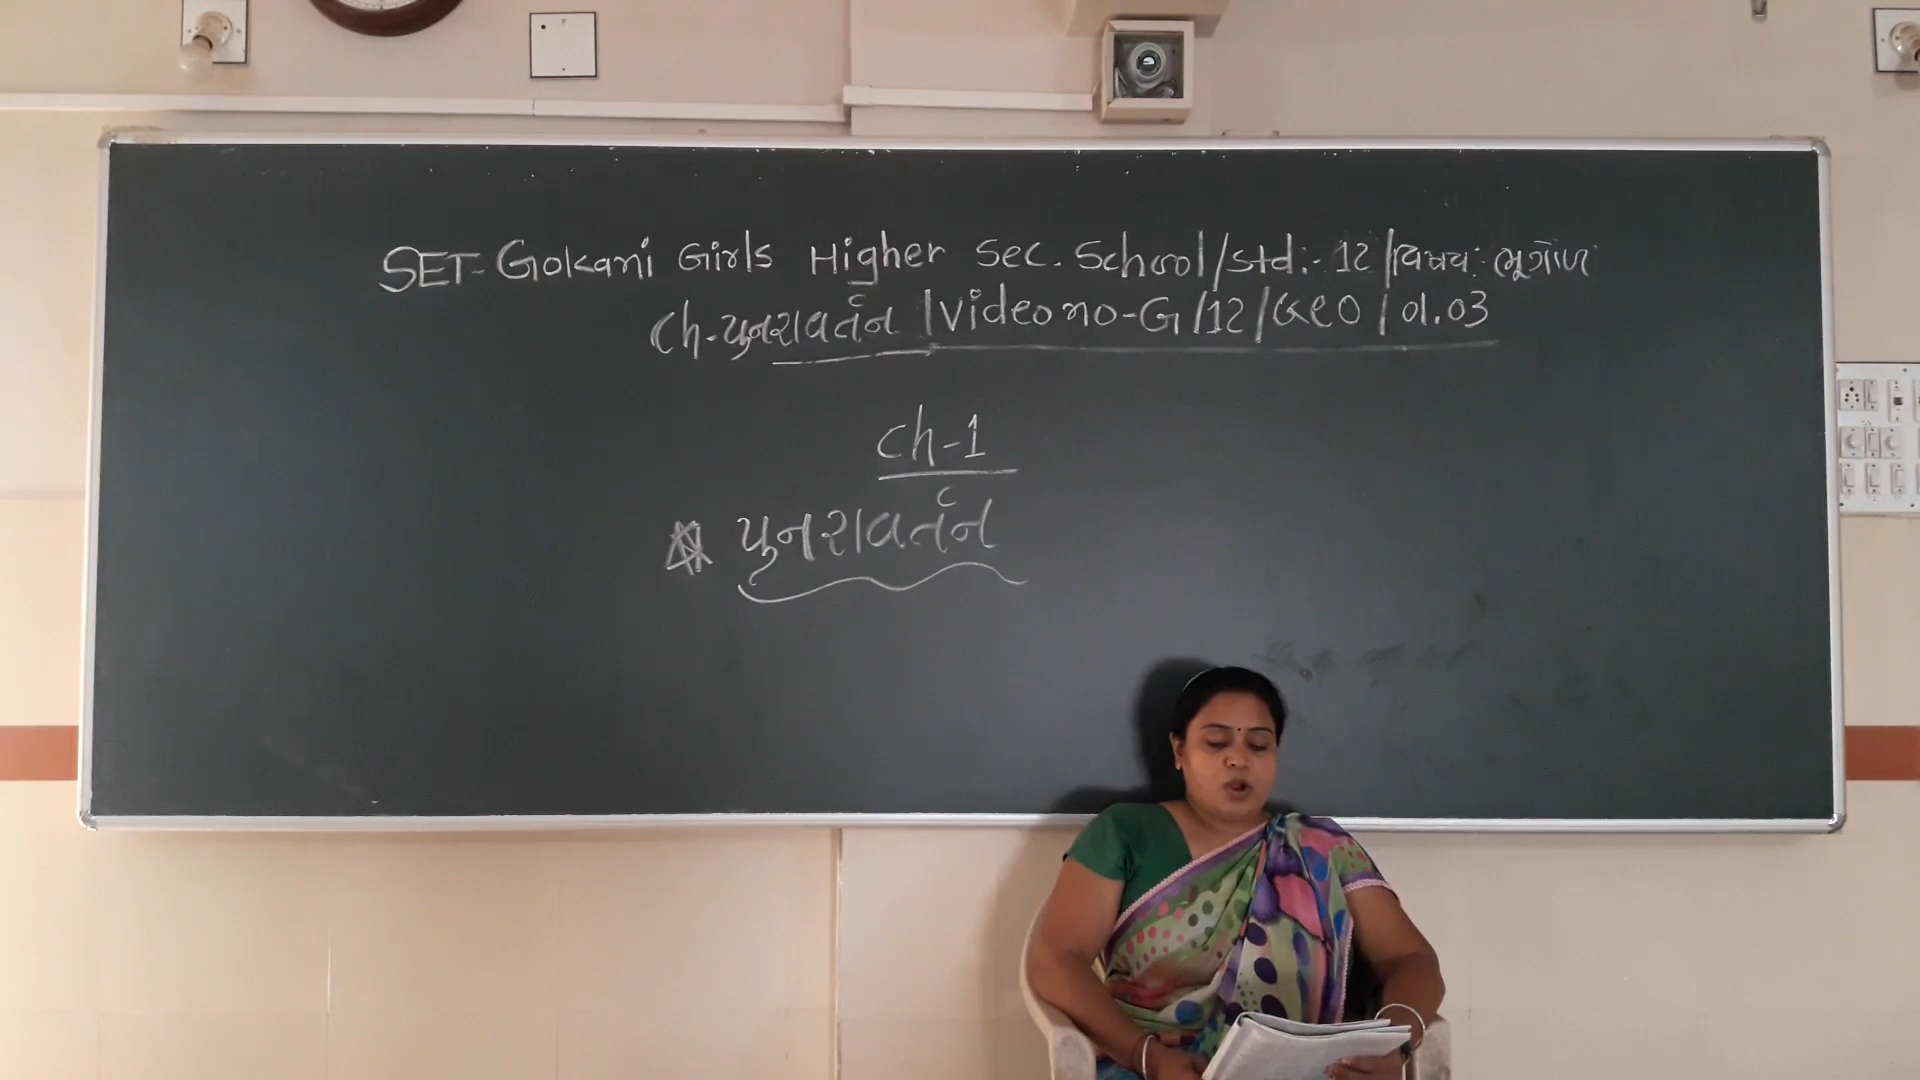 SET- Gokani Girls Higher Sec. School/std:- 12 |વિષય: ભૂગોળ
Ch-પુનરાવર્તન |Video no-G/12/GEO/01.03
Ch-1
પુનરાવર્તન